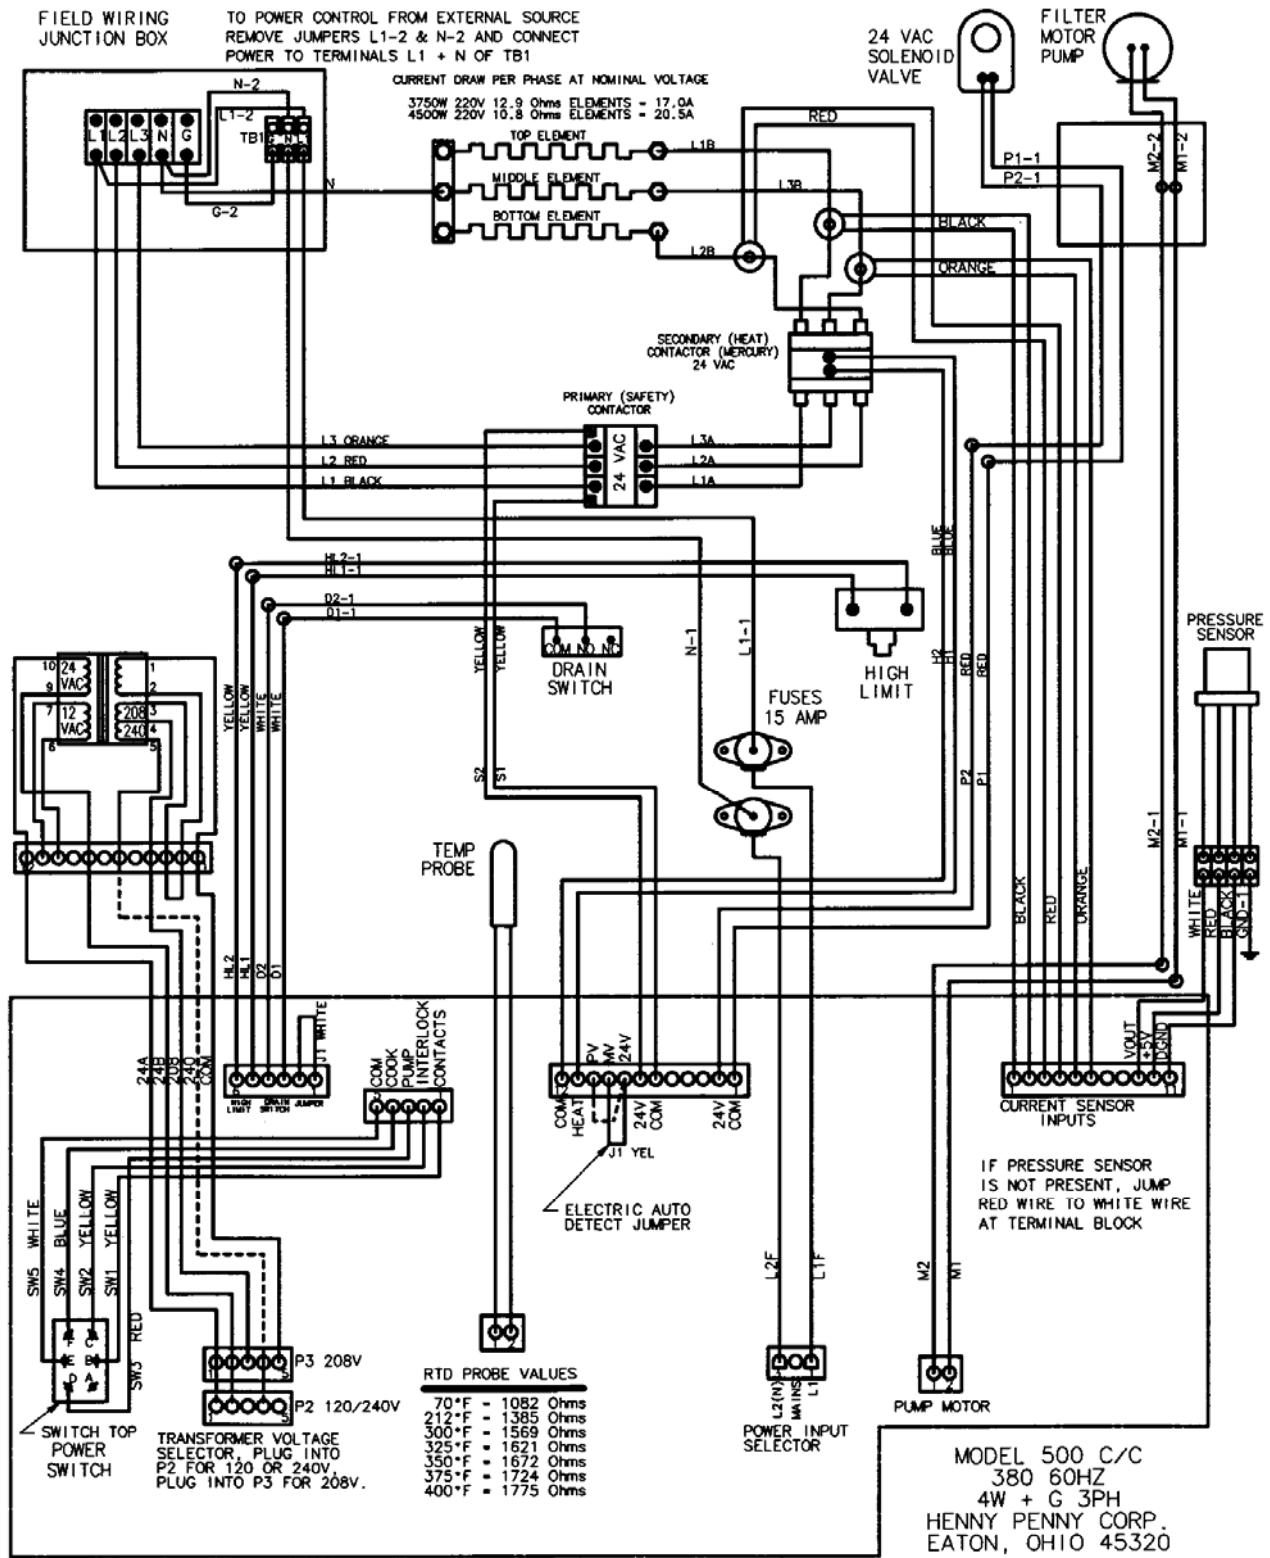 FIELD WIRING
JUNCTION BOX
TO POWER CONTROL FROM EXTERNAL SOURCE
REMOVE JUMPERS L1-2 & N-2 AND CONNECT
POWER TO TERMINALS L1 + N OF TB1
CURRENT DRAW PER PHASE AT NOMINAL VOLTAGE
3750W 220V 12.9 Ohms ELEMENTS = 17.0A
4500W 220V 10.8 Ohms ELEMENTS = 20.5A
24 VAC
SOLENOID
VALVE
FILTER
MOTOR
PUMP
N-2
L1-2
L1 L2 L3 N G
TB1
G N L1
G-2
N
TOP ELEMENT
MIDDLE ELEMENT
BOTTOM ELEMENT
L1B
L3B
L2B
RED
BLACK
ORANGE
P1-1
P2-1
M2-2
M1-2
SECONDARY (HEAT)
CONTACTOR (MERCURY)
24 VAC
PRIMARY (SAFETY)
CONTACTOR
24 VAC
L3 ORANGE
L2 RED
L1 BLACK
L3A
L2A
L1A
BLUE
BLUE
HL2-1
HL1-1
D2-1
D1-1
COM NO NC
DRAIN
SWITCH
HIGH
LIMIT
PRESSURE
SENSOR
YELLOW
YELLOW
N-1
L1-1
H2
H1
RED
RED
FUSES
15 AMP
10
24
VAC
9
7
12
VAC
6
1
2
208
3
240
4
5
YELLOW
YELLOW
WHITE
WHITE
S2
S1
P2
P1
M2-1
M1-1
TEMP
PROBE
BLACK
RED
ORANGE
WHITE
RED
BLACK
GND-1
HL2
HL1
D2
D1
24A
24B
208
240
COM
J1 WHITE
COM
COOK
PUMP
INTERLOCK
CONTACTS
HIGH
LIMIT
DRAIN
SWITCH
JUMPER
PV
MV
24V
COM
HEAT
24V
COM
24V
COM
J1 YEL
ELECTRIC AUTO
DETECT JUMPER
VOUT
+5V
DGND
CURRENT SENSOR
INPUTS
IF PRESSURE SENSOR
IS NOT PRESENT, JUMP
RED WIRE TO WHITE WIRE
AT TERMINAL BLOCK
SW5 WHITE
SW4 BLUE
SW2 YELLOW
SW1 YELLOW
SW3 RED
F C
E B
D A
SWITCH TOP
POWER
SWITCH
P3 208V
P2 120/240V
TRANSFORMER VOLTAGE
SELECTOR, PLUG INTO
P2 FOR 120 OR 240V,
PLUG INTO P3 FOR 208V.
RTD PROBE VALUES
70°F = 1082 Ohms
212°F = 1385 Ohms
300°F = 1569 Ohms
325°F = 1621 Ohms
350°F = 1672 Ohms
375°F = 1724 Ohms
400°F = 1775 Ohms
L2F
L1F
L2(N)
MAINS
L1
POWER INPUT
SELECTOR
M2
M1
PUMP MOTOR
MODEL 500 C/C
380 60HZ
4W + G 3PH
HENNY PENNY CORP.
EATON, OHIO 45320